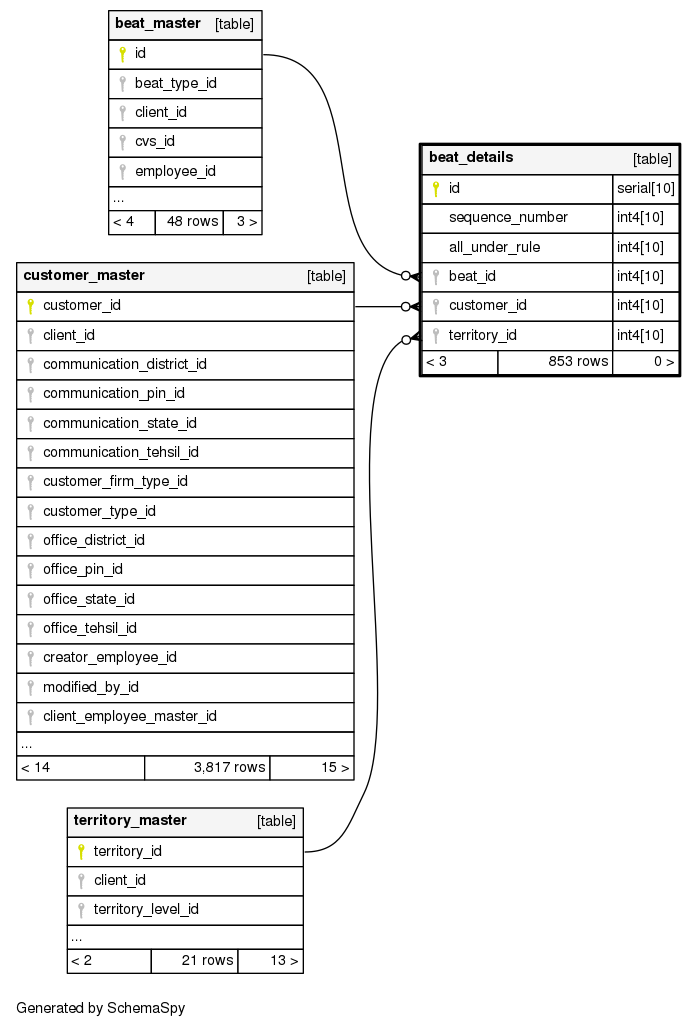 beat_master [table]
id
beat_type_id
client_id
cvs_id
employee_id
...
< 4 48 rows 3 >
beat_details [table]
id serial[10]
sequence_number int4[10]
all_under_rule int4[10]
beat_id int4[10]
customer_id int4[10]
territory_id int4[10]
< 3 853 rows 0 >
customer_master [table]
customer_id
client_id
communication_district_id
communication_pin_id
communication_state_id
communication_tehsil_id
customer_firm_type_id
customer_type_id
office_district_id
office_pin_id
office_state_id
office_tehsil_id
creator_employee_id
modified_by_id
client_employee_master_id
...
< 14 3,817 rows 15 >
territory_master [table]
territory_id
client_id
territory_level_id
...
< 2 21 rows 13 >
Generated by SchemaSpy